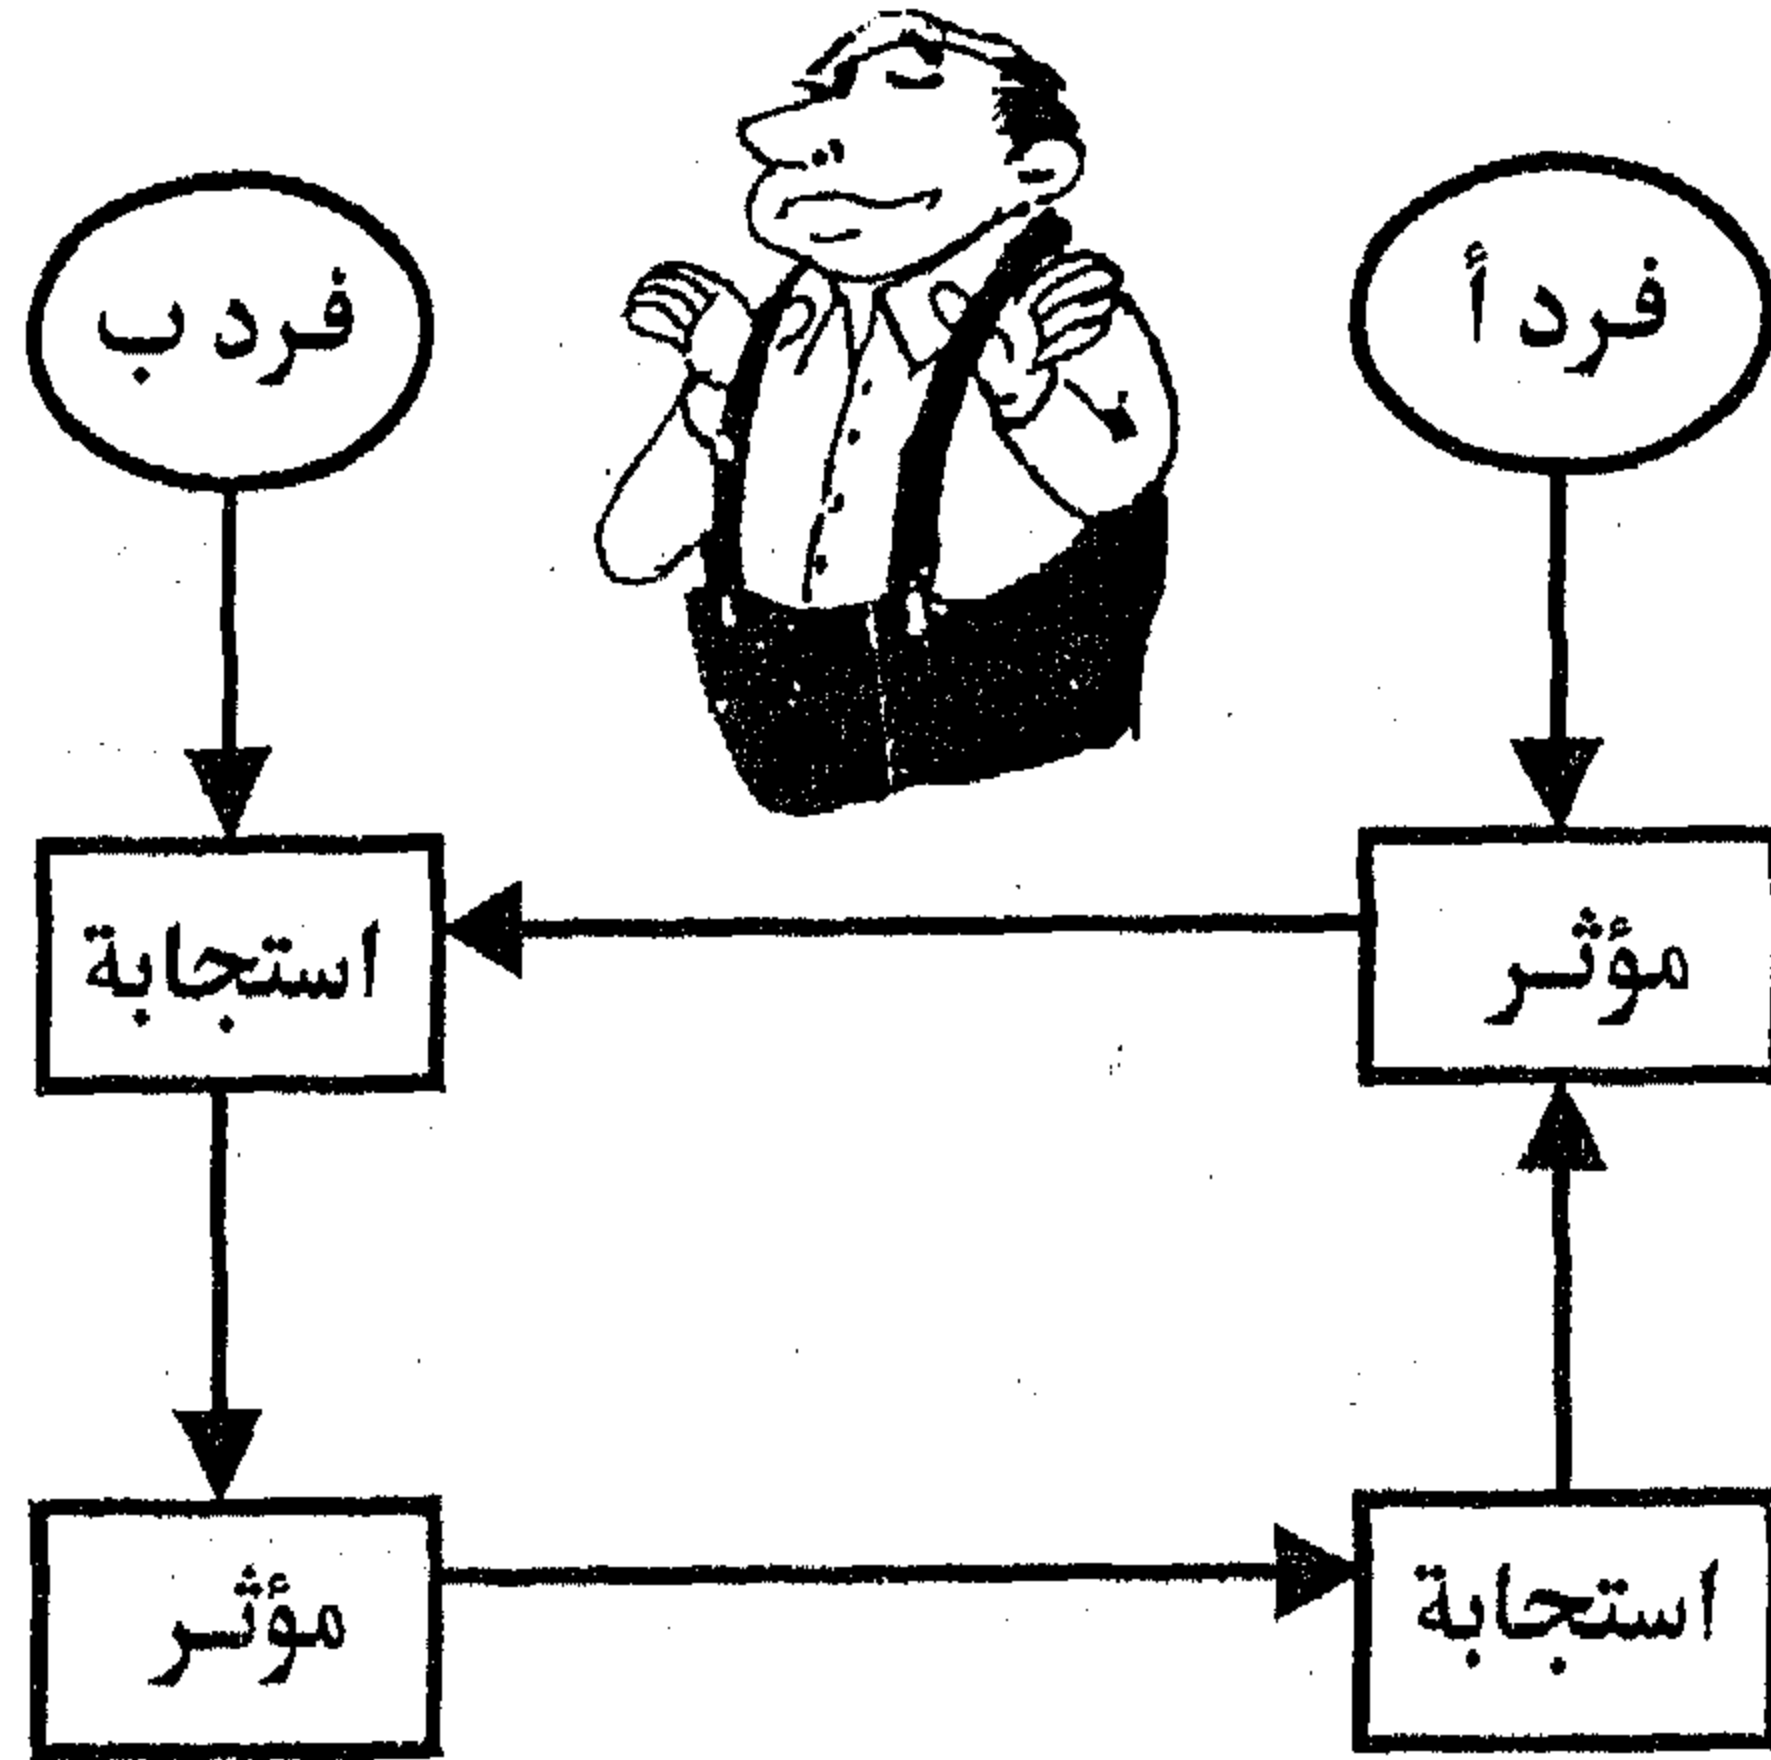 فرد أ
فرد ب
مؤثر
استجابة
استجابة
مؤثر